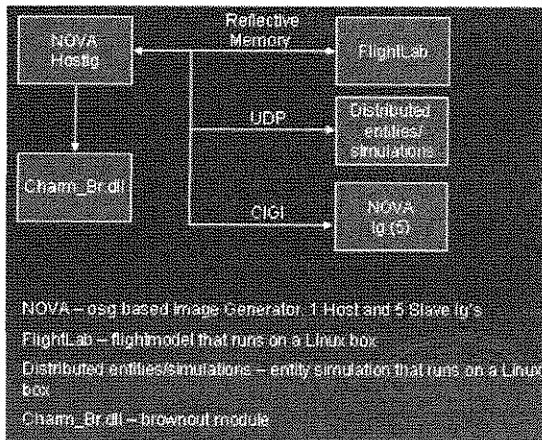 NOVA
HostIg
Reflective
Memory
FlightLab
UDP
Distributed
entities/
simulations
Charm_Br.dll
CIGI
NOVA
Ig (5)
NOVA – osg based Image Generator. 1 Host and 5 Slave Ig's
FlightLab – flightmodel that runs on a Linux box
Distributed entities/simulations – entity simulation that runs on a Linux
box
Charm_Br.dll – brownout module